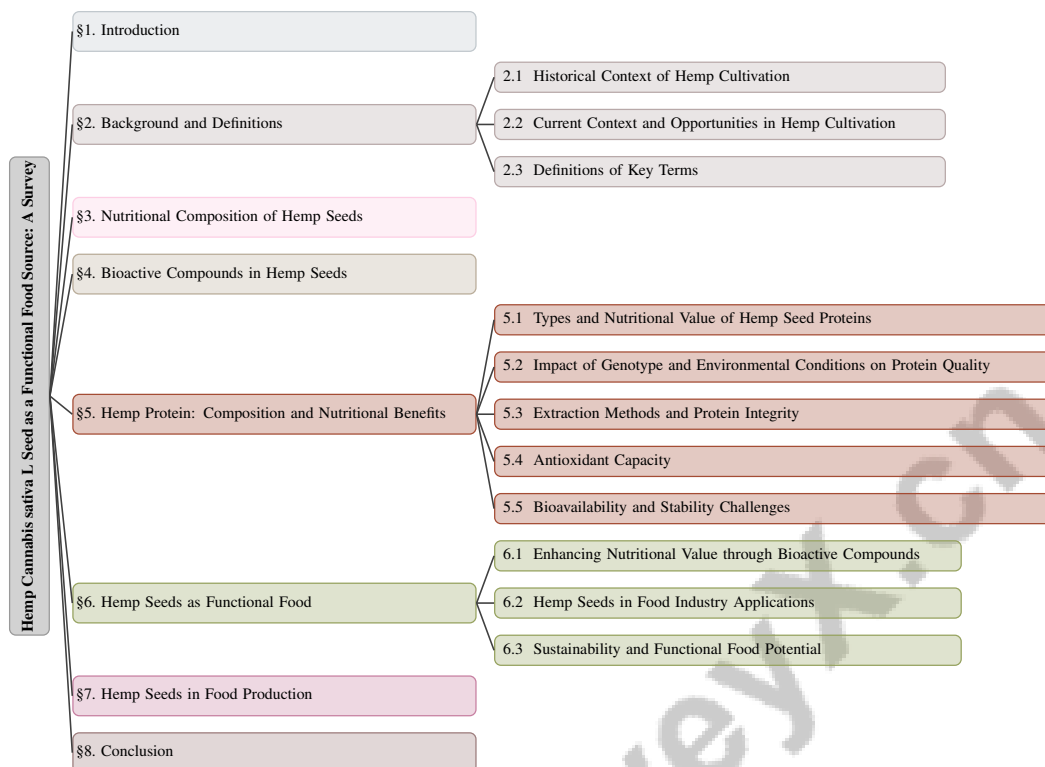 Hemp Cannabis sativa L Seed as a Functional Food Source: A Survey
§1. Introduction
§2. Background and Definitions
2.1 Historical Context of Hemp Cultivation
2.2 Current Context and Opportunities in Hemp Cultivation
2.3 Definitions of Key Terms
§3. Nutritional Composition of Hemp Seeds
§4. Bioactive Compounds in Hemp Seeds
§5. Hemp Protein: Composition and Nutritional Benefits
5.1 Types and Nutritional Value of Hemp Seed Proteins
5.2 Impact of Genotype and Environmental Conditions on Protein Quality
5.3 Extraction Methods and Protein Integrity
5.4 Antioxidant Capacity
5.5 Bioavailability and Stability Challenges
§6. Hemp Seeds as Functional Food
6.1 Enhancing Nutritional Value through Bioactive Compounds
6.2 Hemp Seeds in Food Industry Applications
6.3 Sustainability and Functional Food Potential
§7. Hemp Seeds in Food Production
§8. Conclusion